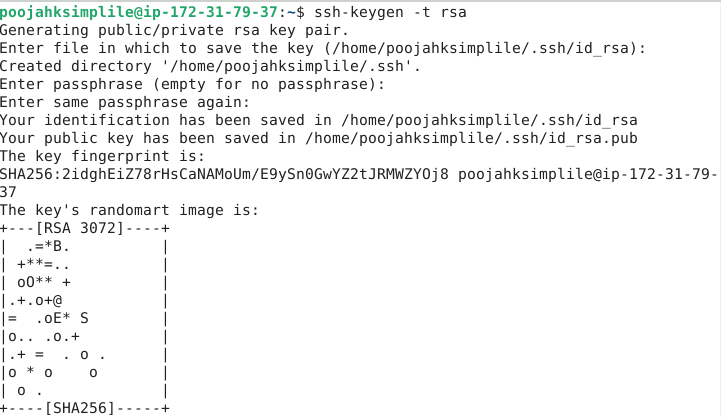 poojahksimplile@ip-172-31-79-37:~$ ssh-keygen -t rsa
Generating public/private rsa key pair.
Enter file in which to save the key (/home/poojahksimplile/.ssh/id_rsa):
Created directory '/home/poojahksimplile/.ssh'.
Enter passphrase (empty for no passphrase):
Enter same passphrase again:
Your identification has been saved in /home/poojahksimplile/.ssh/id_rsa
Your public key has been saved in /home/poojahksimplile/.ssh/id_rsa.pub
The key fingerprint is:
SHA256:2idghEiZ78rHsCaNAMoUm/E9ySn0GwYZ2tJRMWZYOj8 poojahksimplile@ip-172-31-79-
37
The key's randomart image is:
+---[RSA 3072]----+
|  .=*B.          |
| +**=..          |
| oO** +          |
|.+.o+@           |
|=  .oE* S        |
|o.. .o.+         |
|.+ =  . o .      |
|o * o    o       |
| o .             |
+----[SHA256]-----+